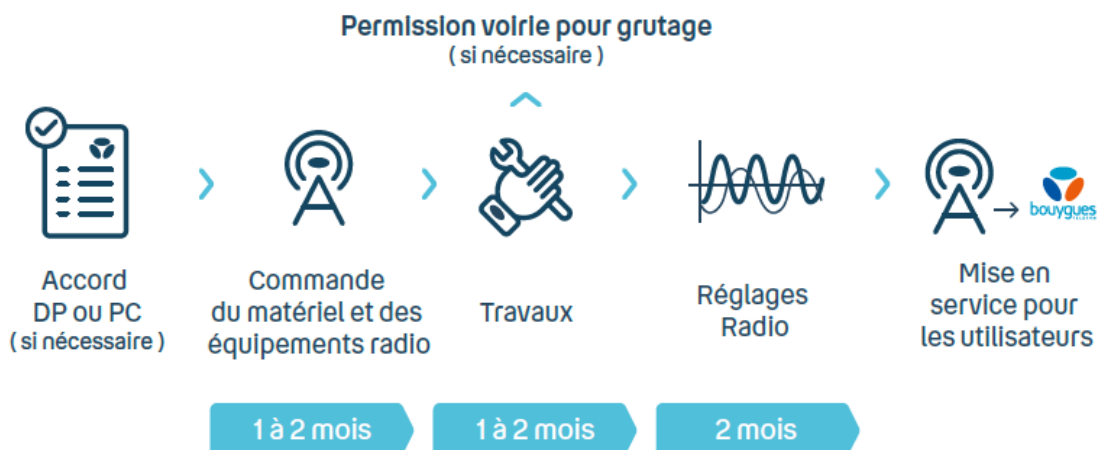 Permission voirie pour grutage
( si nécessaire )
Accord
DP ou PC
( si nécessaire )
Commande
du matériel et des
équipements radio
Travaux
Réglages
Radio
bouygues
TELECOM
Mise en
service pour
les utilisateurs
1 à 2 mois
1 à 2 mois
2 mois